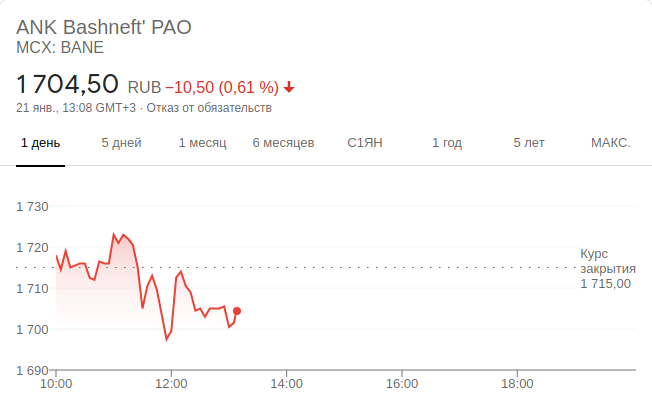 ANK Bashneft' PAO
MCX: BANE
1 704,50 RUB −10,50 (0,61 %)
21 янв., 13:08 GMT+3 · Отказ от обязательств
1 день 5 дней 1 месяц 6 месяцев С1ЯН 1 год 5 лет МАКС.
1 730
1 720
Курс
закрытия
1 715,00
1 710
1 700
1 690
10:00 12:00 14:00 16:00 18:00